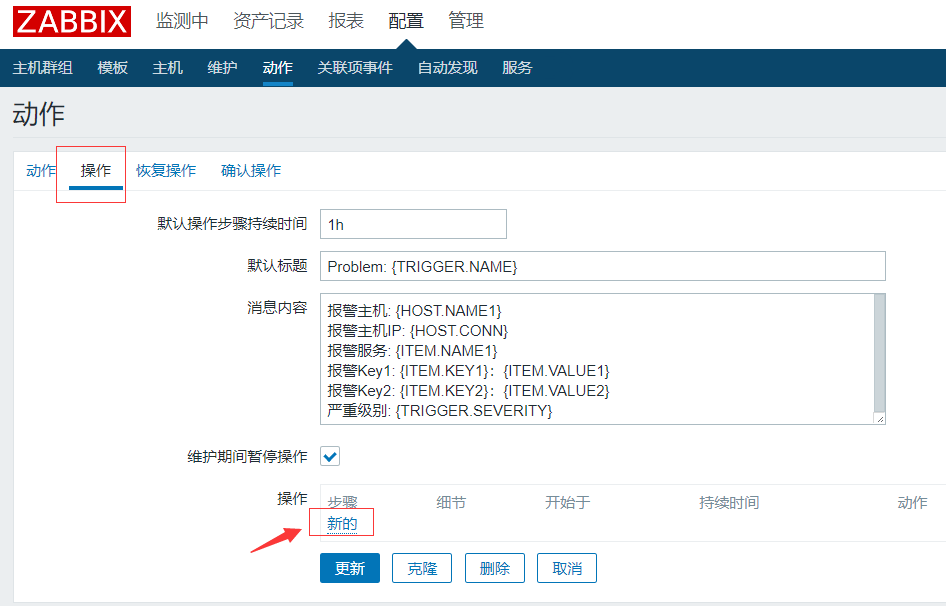 ZABBIX 监测中 资产记录 报表 配置 管理
主机群组 模板 主机 维护 动作 关联项事件 自动发现 服务
动作
动作 操作 恢复操作 确认操作
默认操作步骤持续时间 1h
默认标题 Problem: {TRIGGER.NAME}
消息内容 报警主机: {HOST.NAME1}
报警主机IP: {HOST.CONN}
报警服务: {ITEM.NAME1}
报警Key1: {ITEM.KEY1}：{ITEM.VALUE1}
报警Key2: {ITEM.KEY2}：{ITEM.VALUE2}
严重级别: {TRIGGER.SEVERITY}
维护期间暂停操作
操作 步骤 细节 开始于 持续时间 动作
新的
更新 克隆 删除 取消